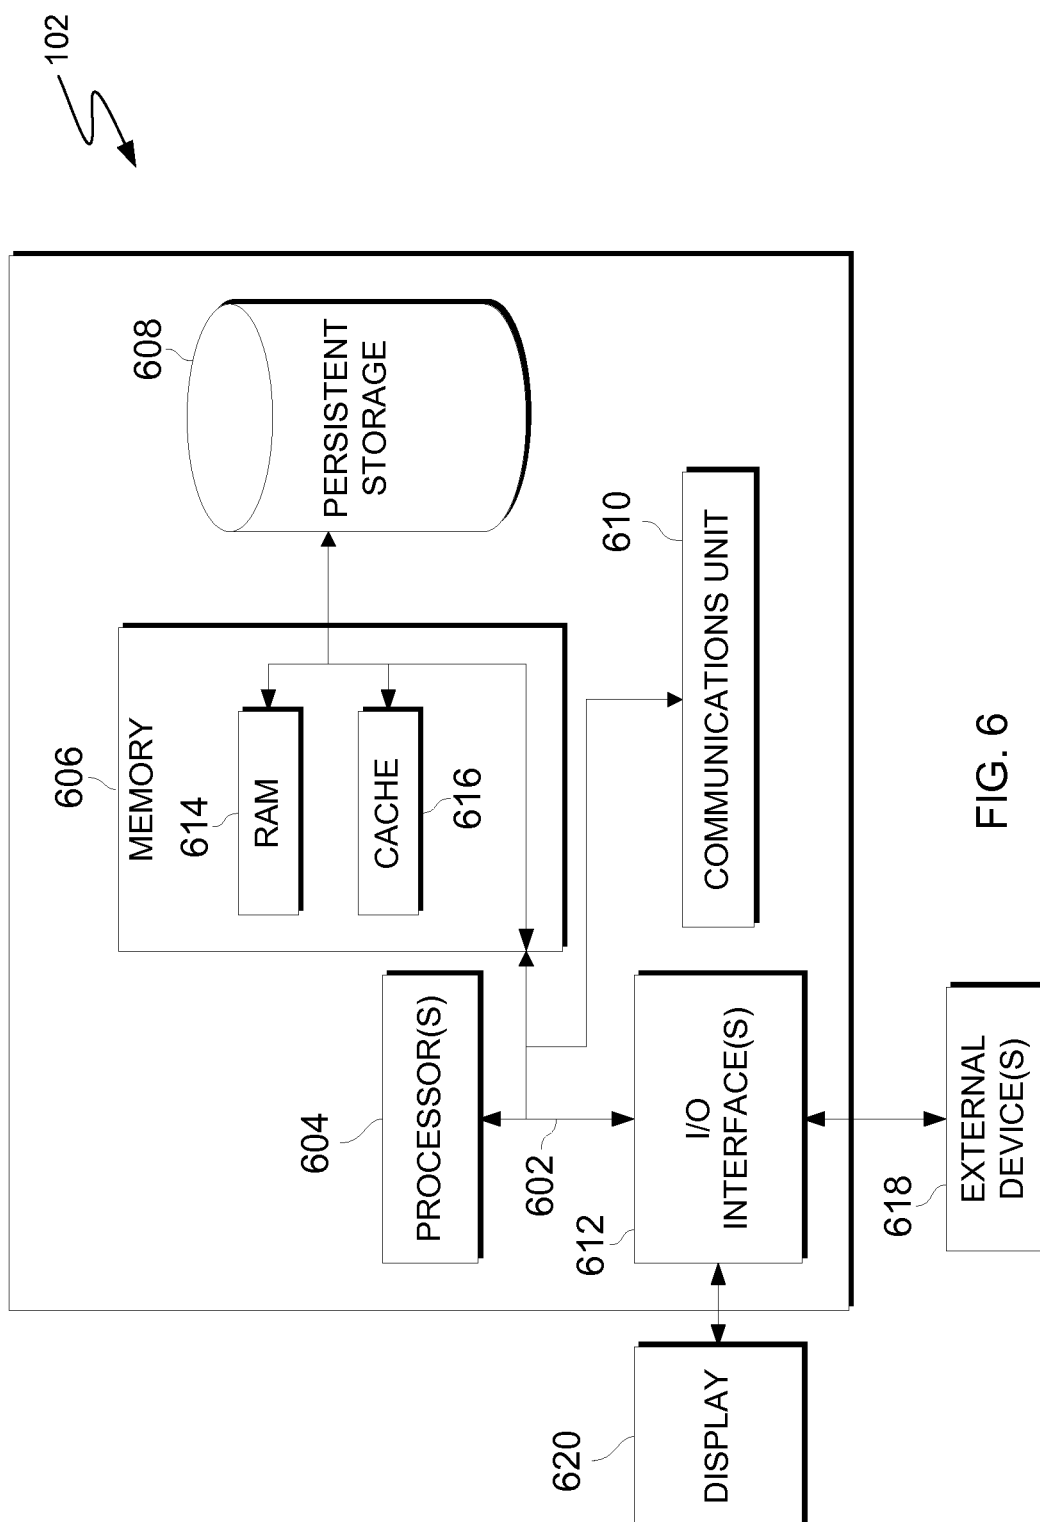 102
606
608
MEMORY
614
RAM
604
PERSISTENT
STORAGE
CACHE
PROCESSOR(S)
616
602
620
612
610
DISPLAY
I/O
INTERFACE(S)
COMMUNICATIONS UNIT
618
EXTERNAL
DEVICE(S)
FIG. 6